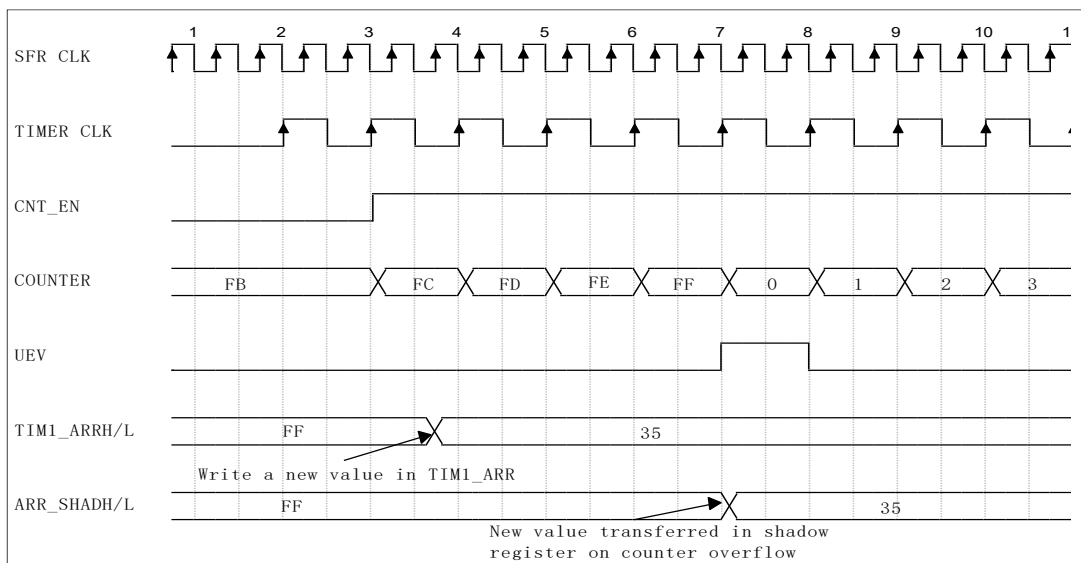 1 2 3 4 5 6 7 8 9 10 1
SFR CLK
TIMER CLK
CNT_EN
COUNTER FB FC FD FE FF 0 1 2 3
UEV
TIM1_ARRH/L FF 35
Write a new value in TIM1_ARR
ARR_SHADH/L FF 35
New value transferred in shadow
register on counter overflow